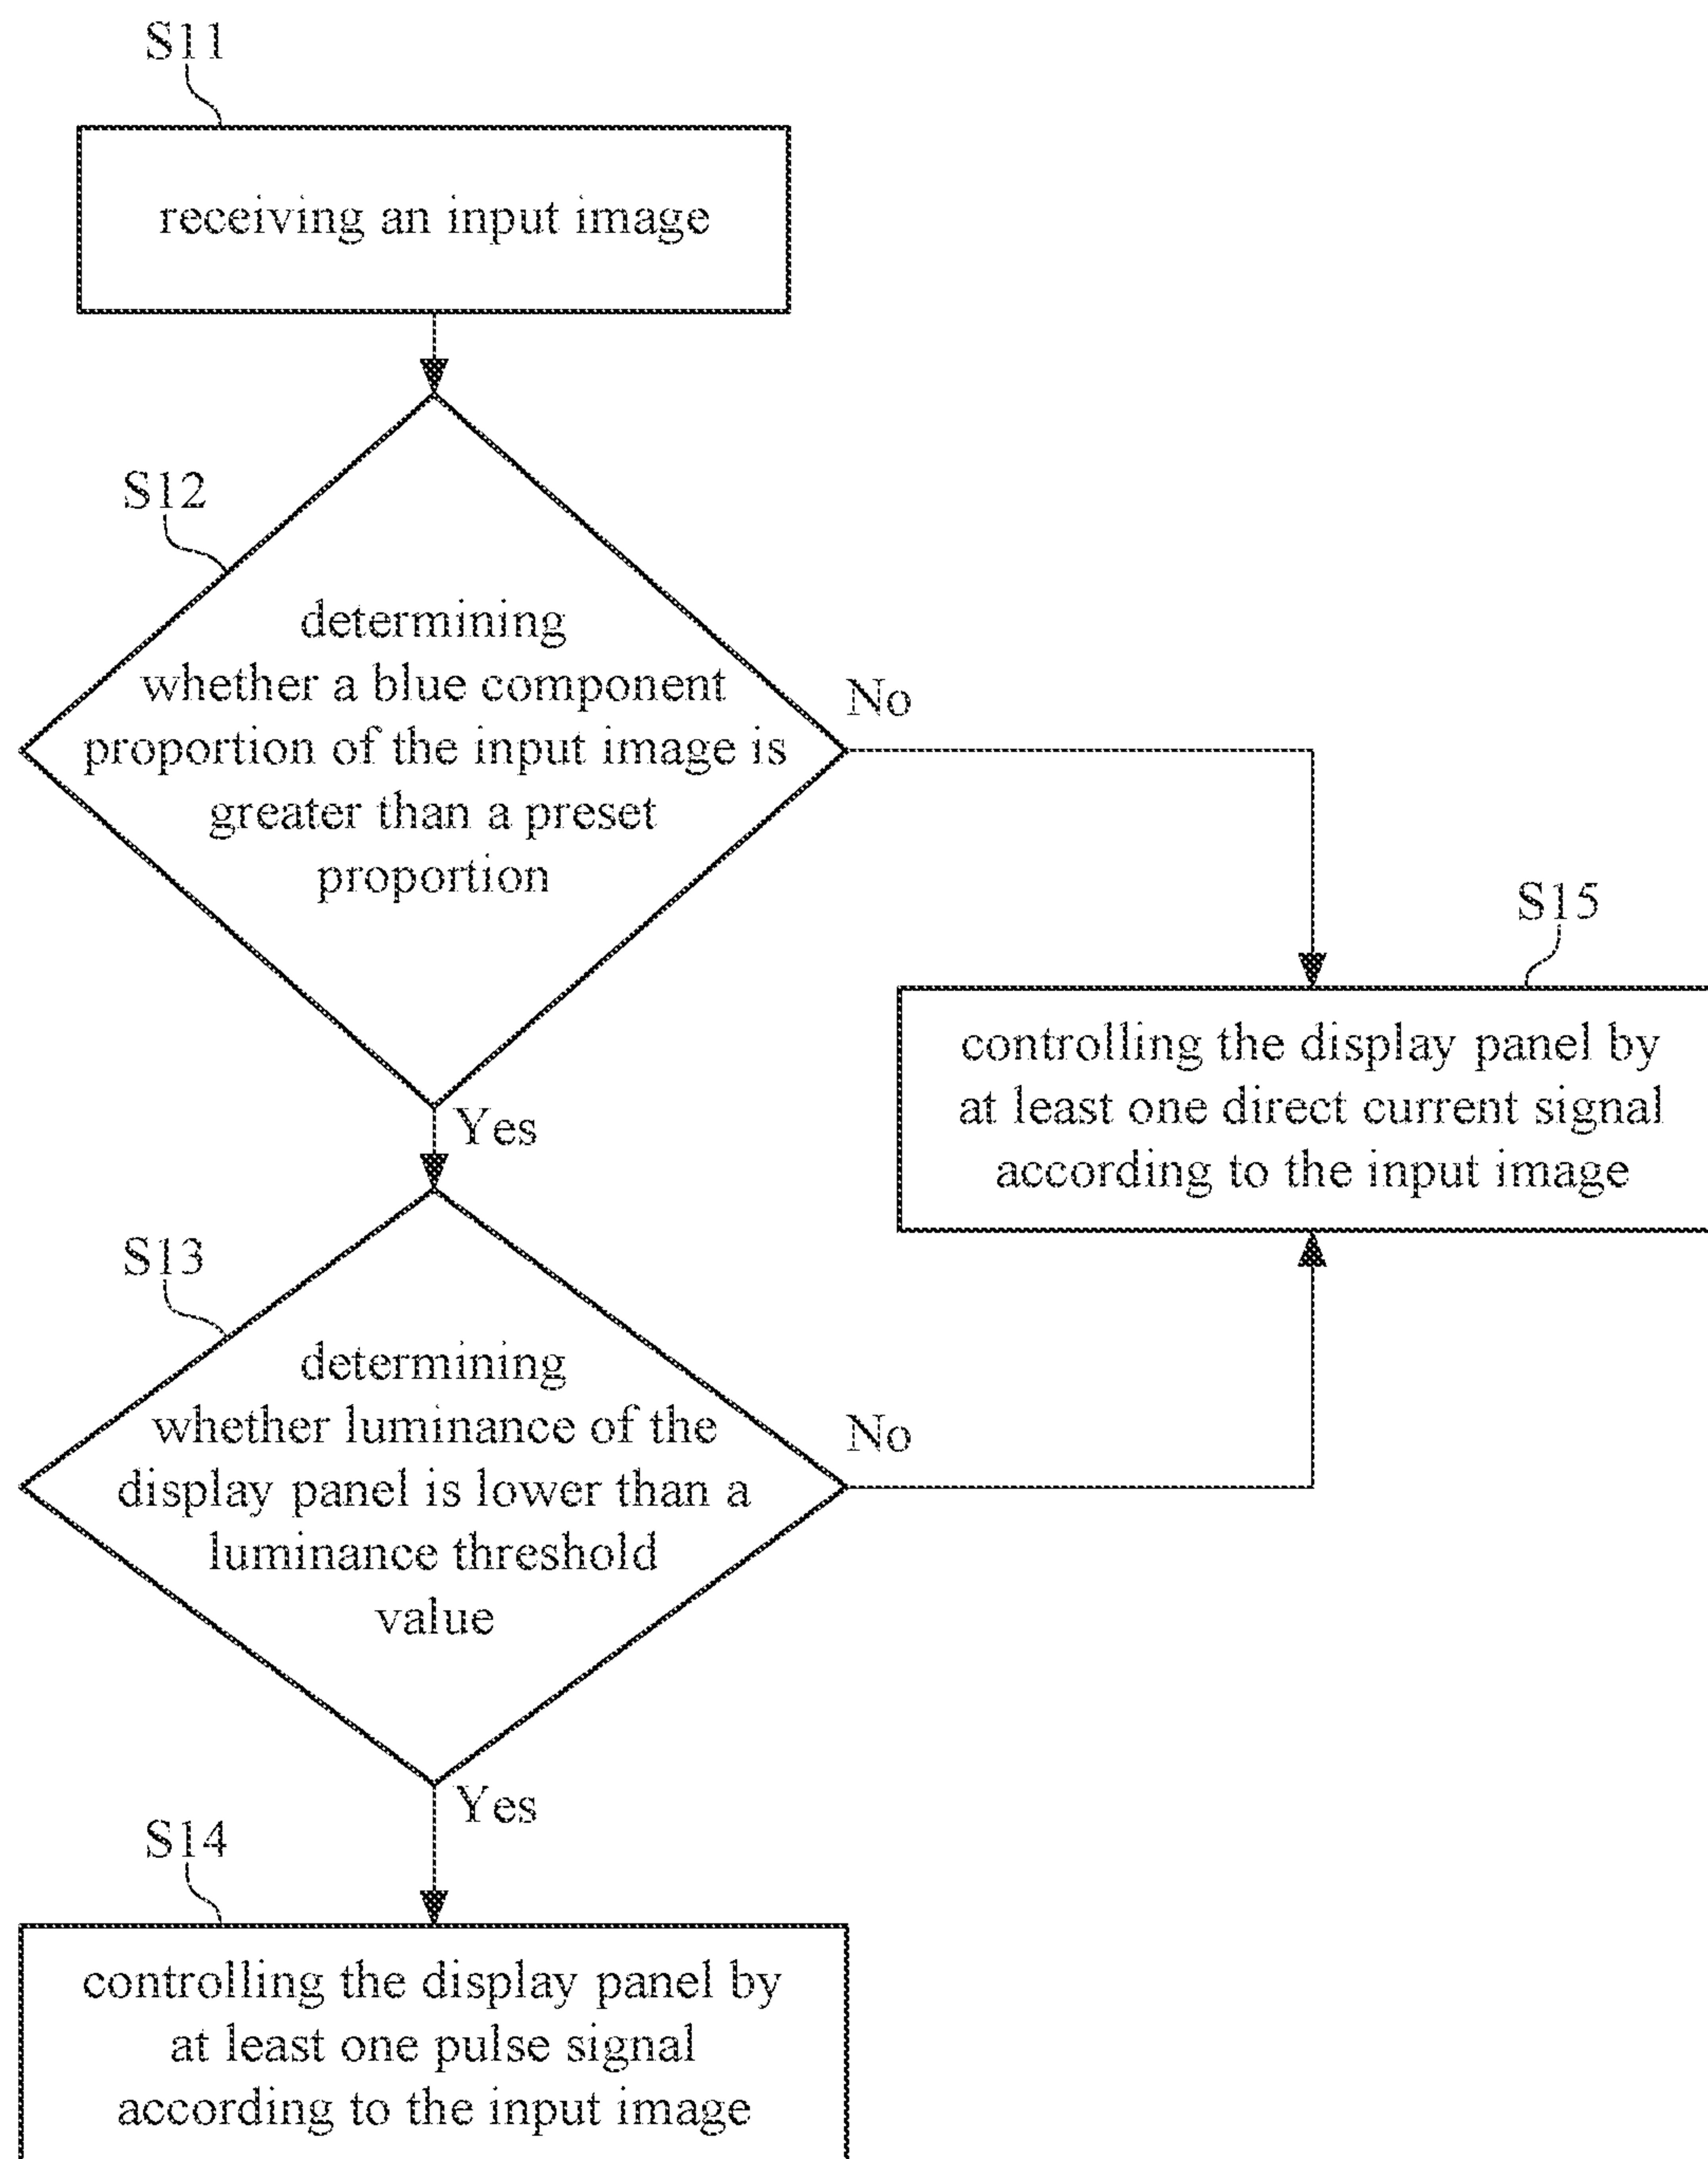 S11
receiving an input image
S12
determining
whether a blue component
proportion of the input image is
greater than a preset
proportion
No
Yes
S15
controlling the display panel by
at least one direct current signal
according to the input image
S13
determining
whether luminance of the
display panel is lower than a
luminance threshold
value
No
Yes
S14
controlling the display panel by
at least one pulse signal
according to the input image